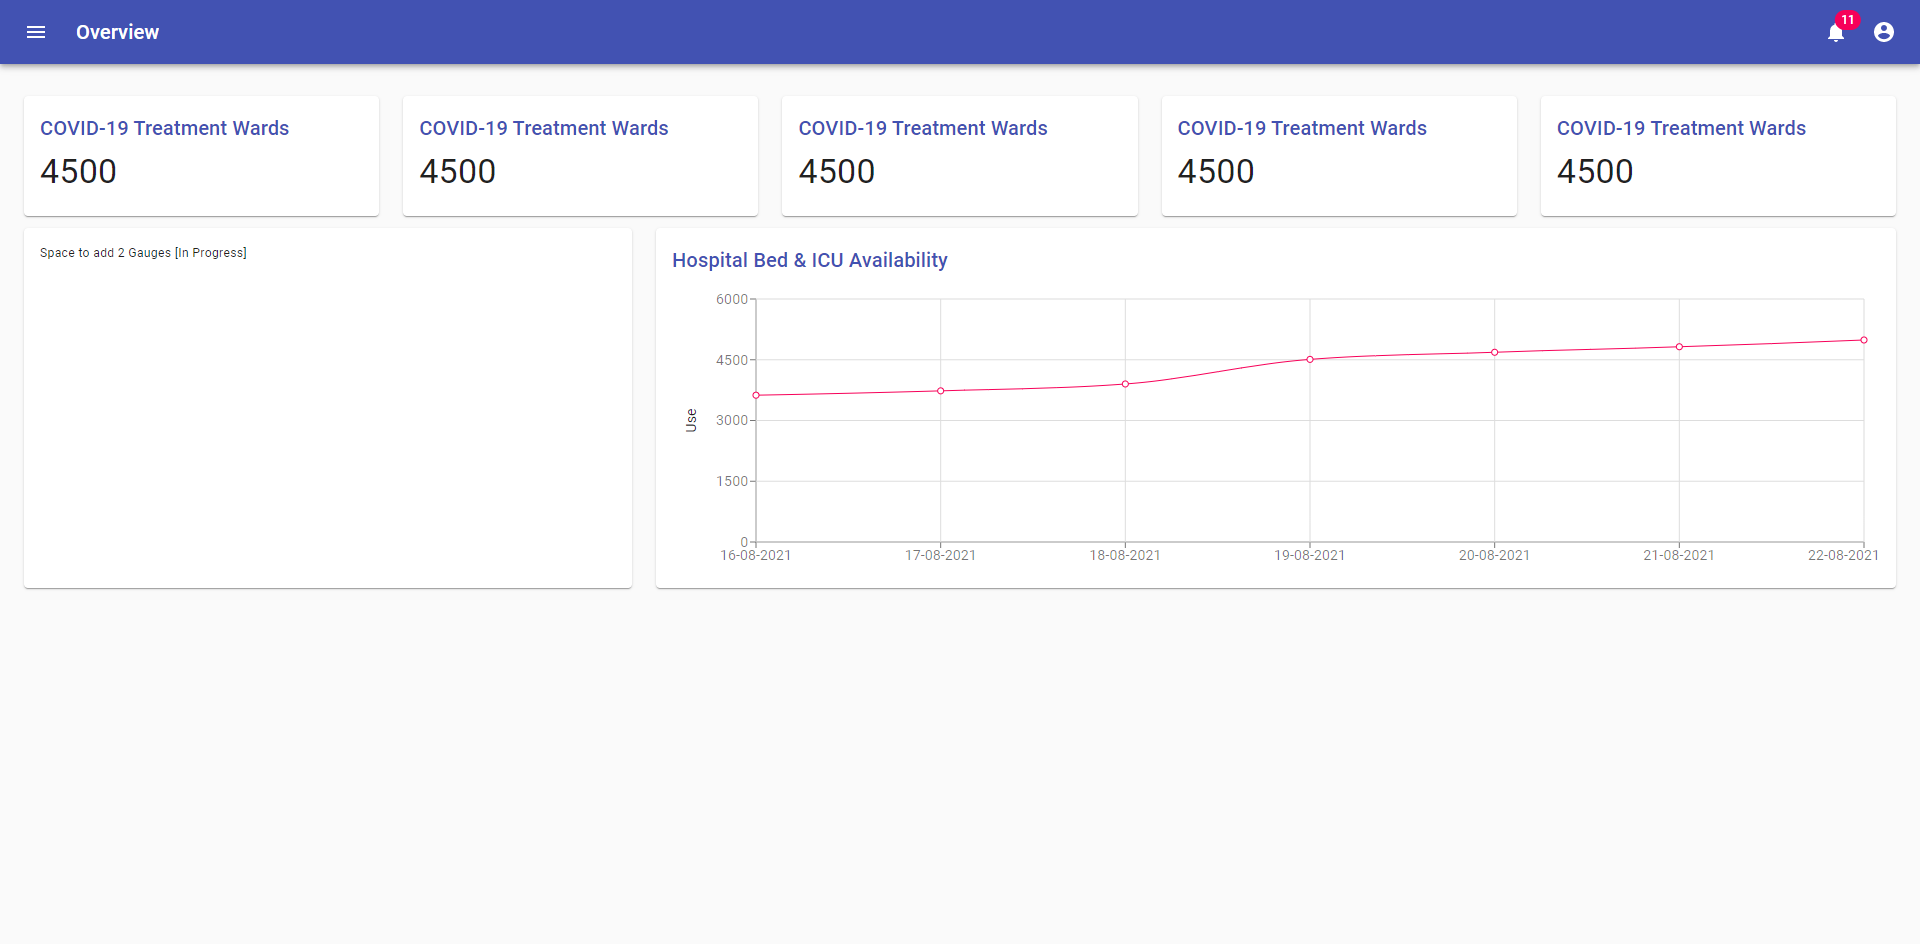 Overview
11
COVID-19 Treatment Wards
4500
COVID-19 Treatment Wards
4500
COVID-19 Treatment Wards
4500
COVID-19 Treatment Wards
4500
COVID-19 Treatment Wards
4500
Space to add 2 Gauges [In Progress]
Hospital Bed & ICU Availability
6000
4500
3000
1500
0
Use
16-08-2021
17-08-2021
18-08-2021
19-08-2021
20-08-2021
21-08-2021
22-08-2021